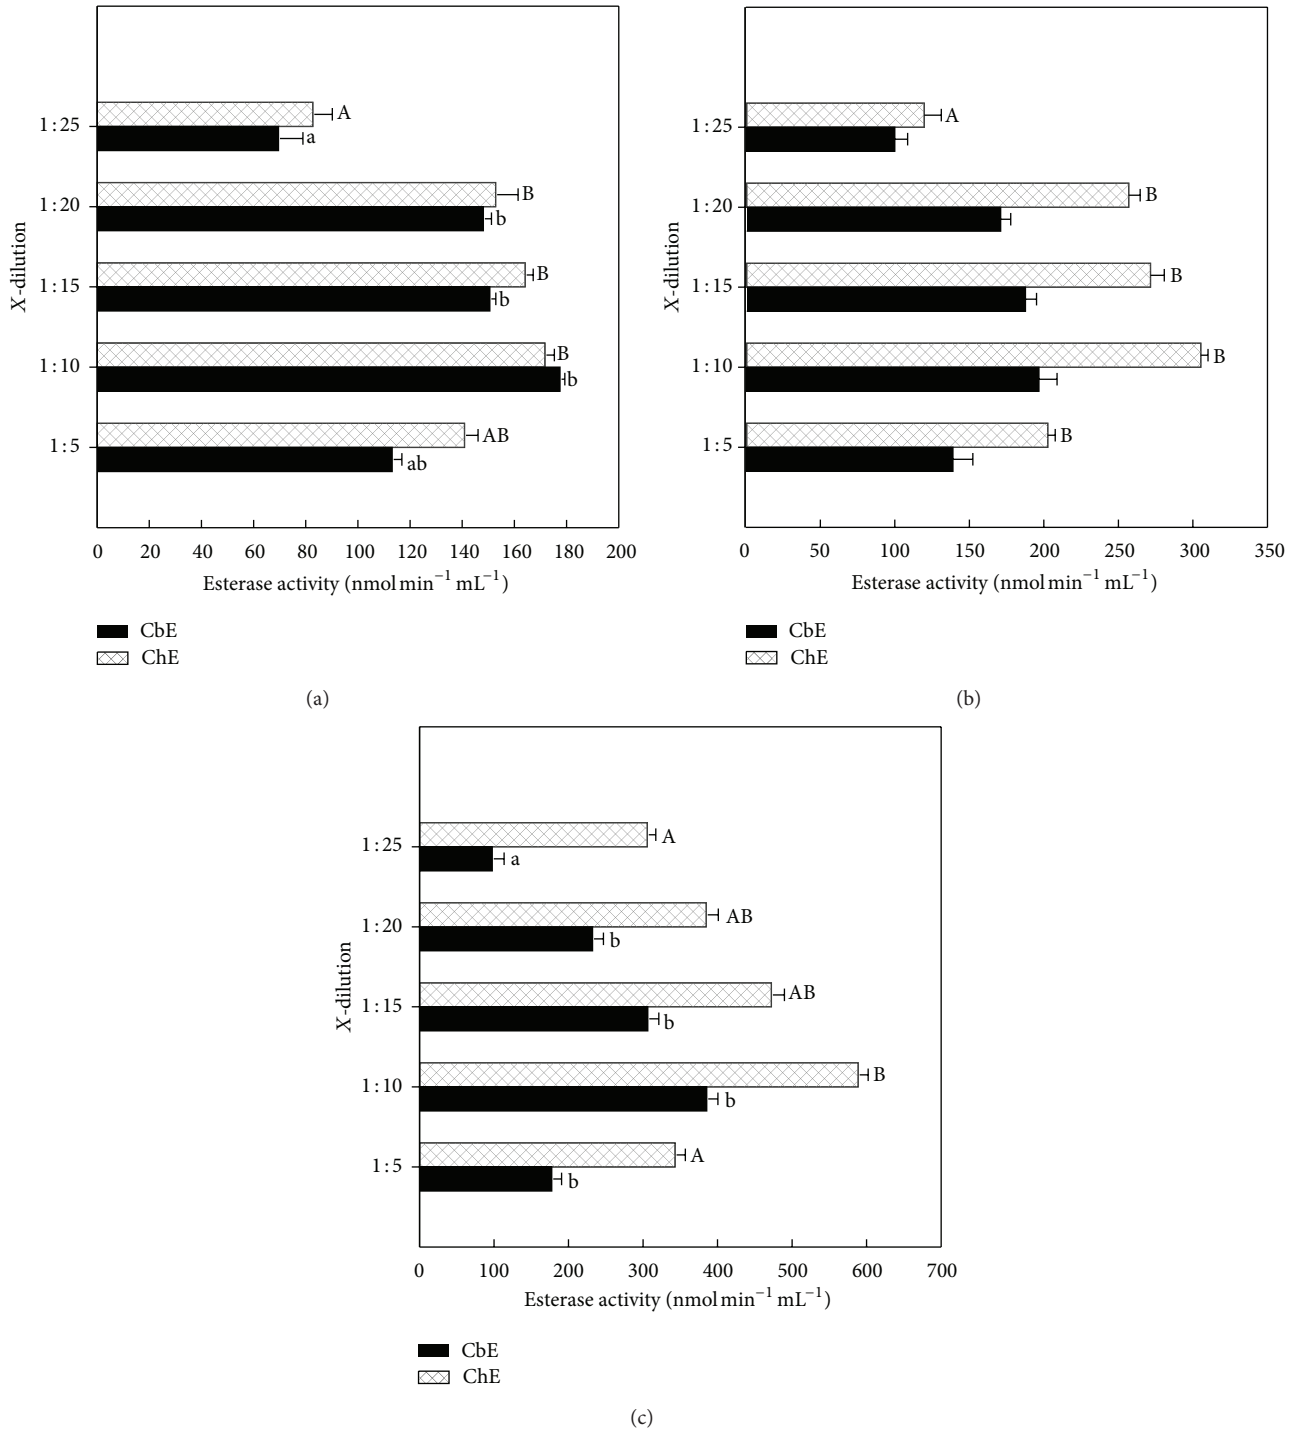 1:25
A
a
1:20
B
b
1:15
B
b
1:10
B
b
1:5
AB
ab
X-dilution
0 20 40 60 80 100 120 140 160 180 200
Esterase activity (nmol min⁻¹ mL⁻¹)
CbE
ChE
(a)
1:25
A
1:20
B
1:15
B
1:10
B
1:5
B
X-dilution
0 50 100 150 200 250 300 350
Esterase activity (nmol min⁻¹ mL⁻¹)
CbE
ChE
(b)
1:25
A
a
1:20
AB
b
1:15
AB
b
1:10
B
b
1:5
A
b
X-dilution
0 100 200 300 400 500 600 700
Esterase activity (nmol min⁻¹ mL⁻¹)
CbE
ChE
(c)